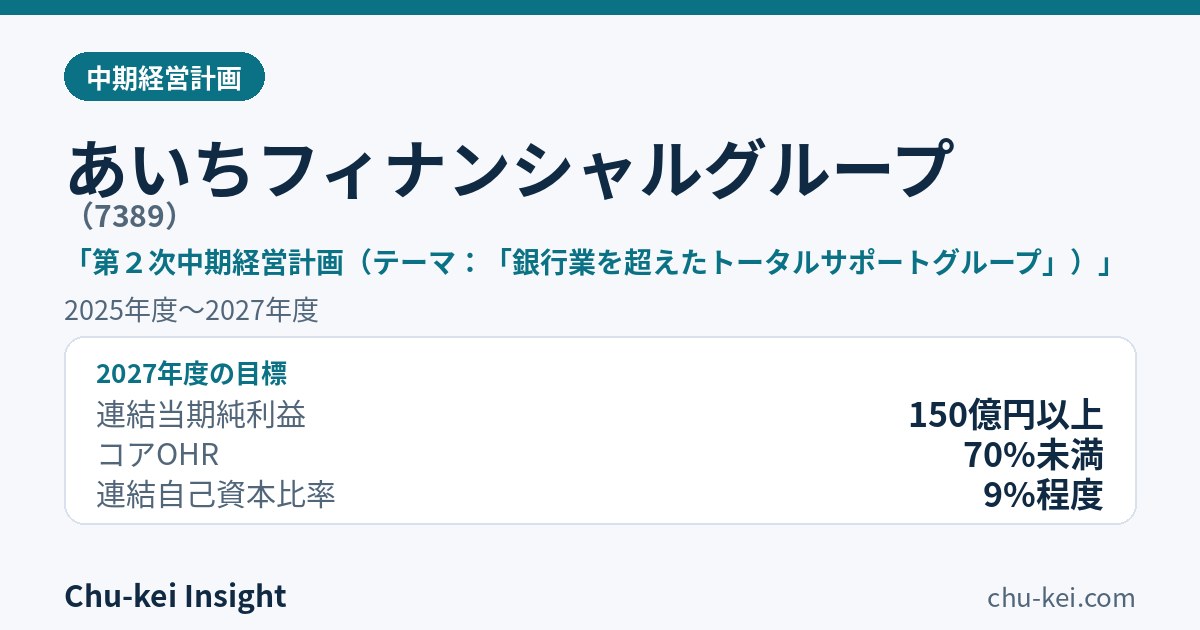 中期経営計画
あいちフィナンシャルグループ
（7389）
「第２次中期経営計画（テーマ：「銀行業を超えたトータルサポートグループ」）」
2025年度～2027年度
2027年度の目標
連結当期純利益 150億円以上
コアOHR 70%未満
連結自己資本比率 9%程度
Chu-kei Insight chu-kei.com